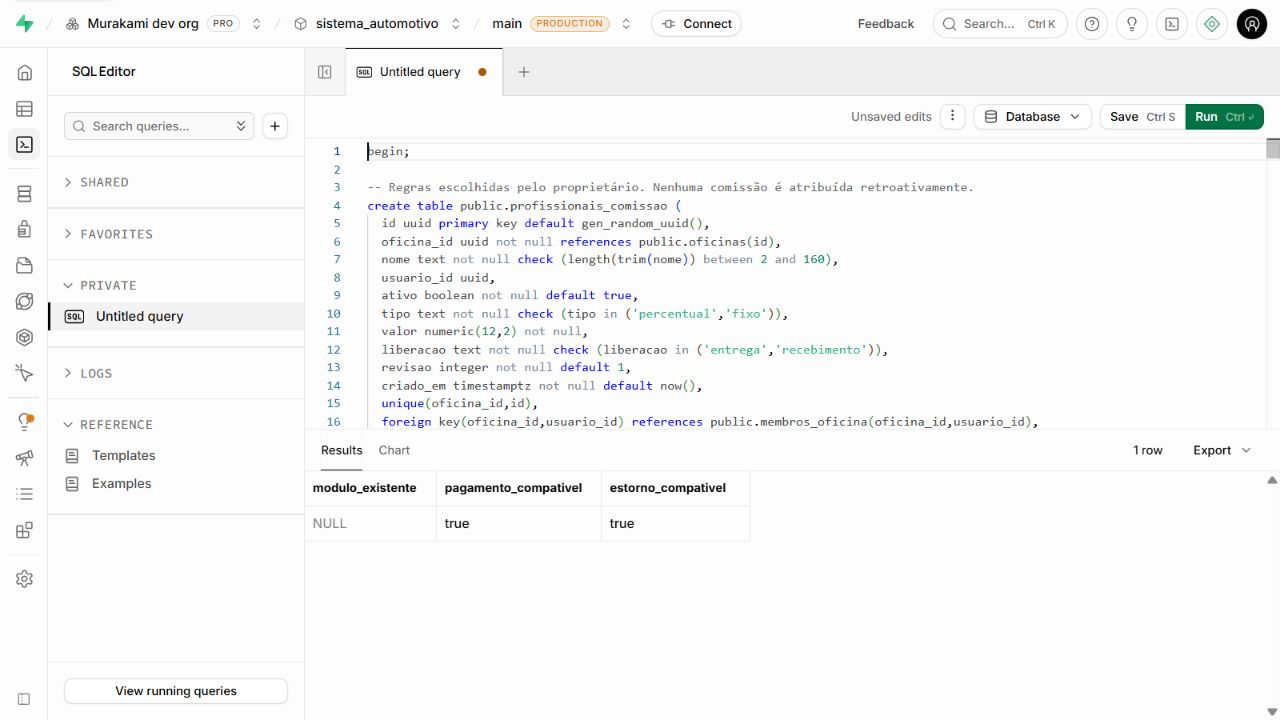 Murakami dev org PRO / sistema_automotivo / main PRODUCTION Connect Feedback Search... Ctrl K
SQL Editor
SQL Untitled query
Search queries...
Unsaved edits Database Save Ctrl S Run Ctrl ↵
SHARED
FAVORITES
PRIVATE
SQL Untitled query
LOGS
REFERENCE
Templates
Examples
View running queries
1 begin;
2
3 -- Regras escolhidas pelo proprietário. Nenhuma comissão é atribuída retroativamente.
4 create table public.profissionais_comissao (
5 id uuid primary key default gen_random_uuid(),
6 oficina_id uuid not null references public.oficinas(id),
7 nome text not null check (length(trim(nome)) between 2 and 160),
8 usuario_id uuid,
9 ativo boolean not null default true,
10 tipo text not null check (tipo in ('percentual','fixo')),
11 valor numeric(12,2) not null,
12 liberacao text not null check (liberacao in ('entrega','recebimento')),
13 revisao integer not null default 1,
14 criado_em timestamptz not null default now(),
15 unique(oficina_id,id),
16 foreign key(oficina_id,usuario_id) references public.membros_oficina(oficina_id,usuario_id),
Results Chart 1 row Export
modulo_existente pagamento_compativel estorno_compativel
NULL true true